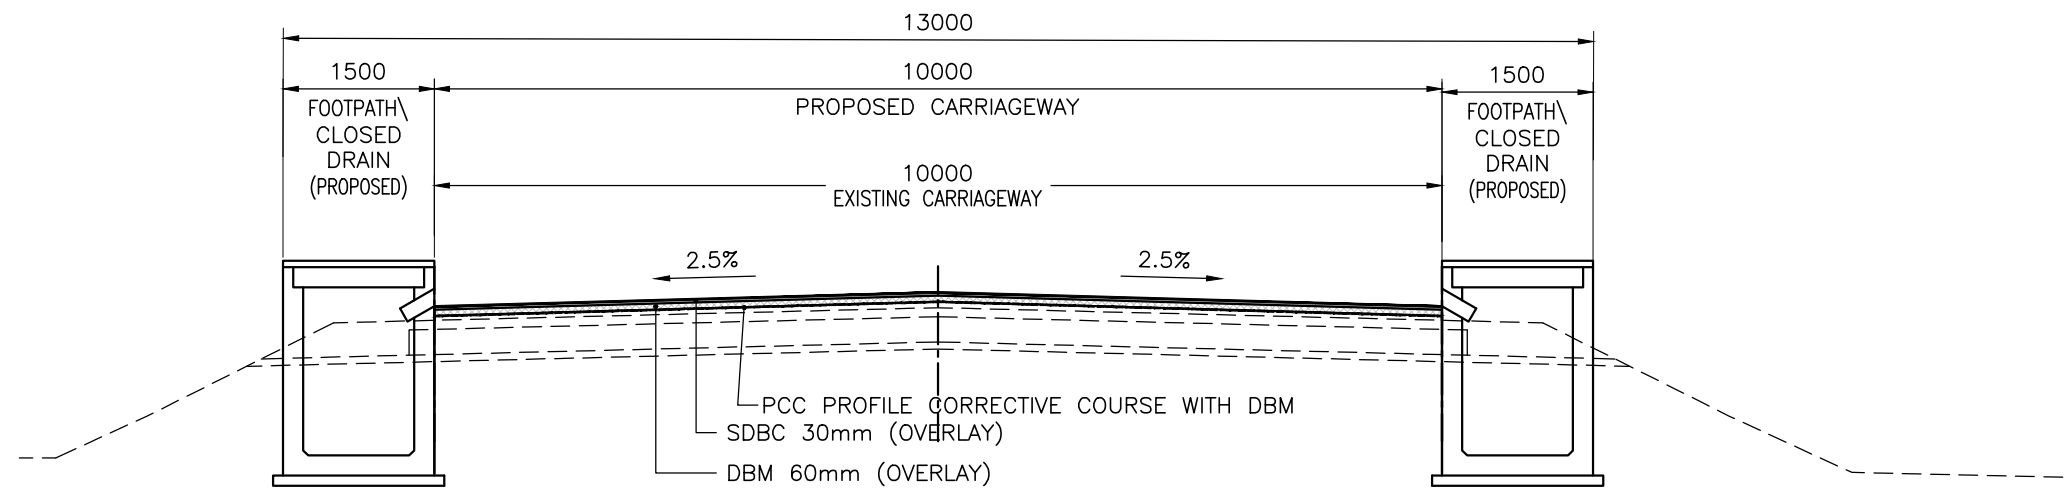 13000
1500
10000
1500
FOOTPATH\
CLOSED
DRAIN
(PROPOSED)
PROPOSED CARRIAGEWAY
FOOTPATH\
CLOSED
DRAIN
(PROPOSED)
10000
EXISTING CARRIAGEWAY
2.5%
2.5%
PCC PROFILE CORRECTIVE COURSE WITH DBM
SDBC 30mm (OVERLAY)
DBM 60mm (OVERLAY)